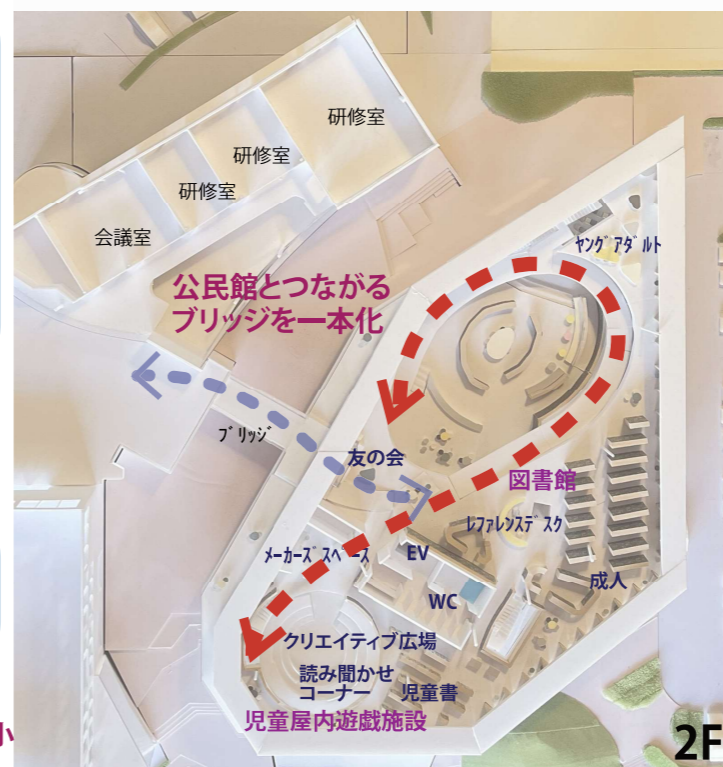 研修室
研修室
研修室
会議室
ヤングアダルト
公民館とつながる
ブリッジを一本化
ブリッジ
友の会
図書館
レファレンスデスク
メーカーズスペース
EV
成人
WC
クリエイティブ広場
読み聞かせ
コーナー
児童書
児童屋内遊戯施設
小
2F